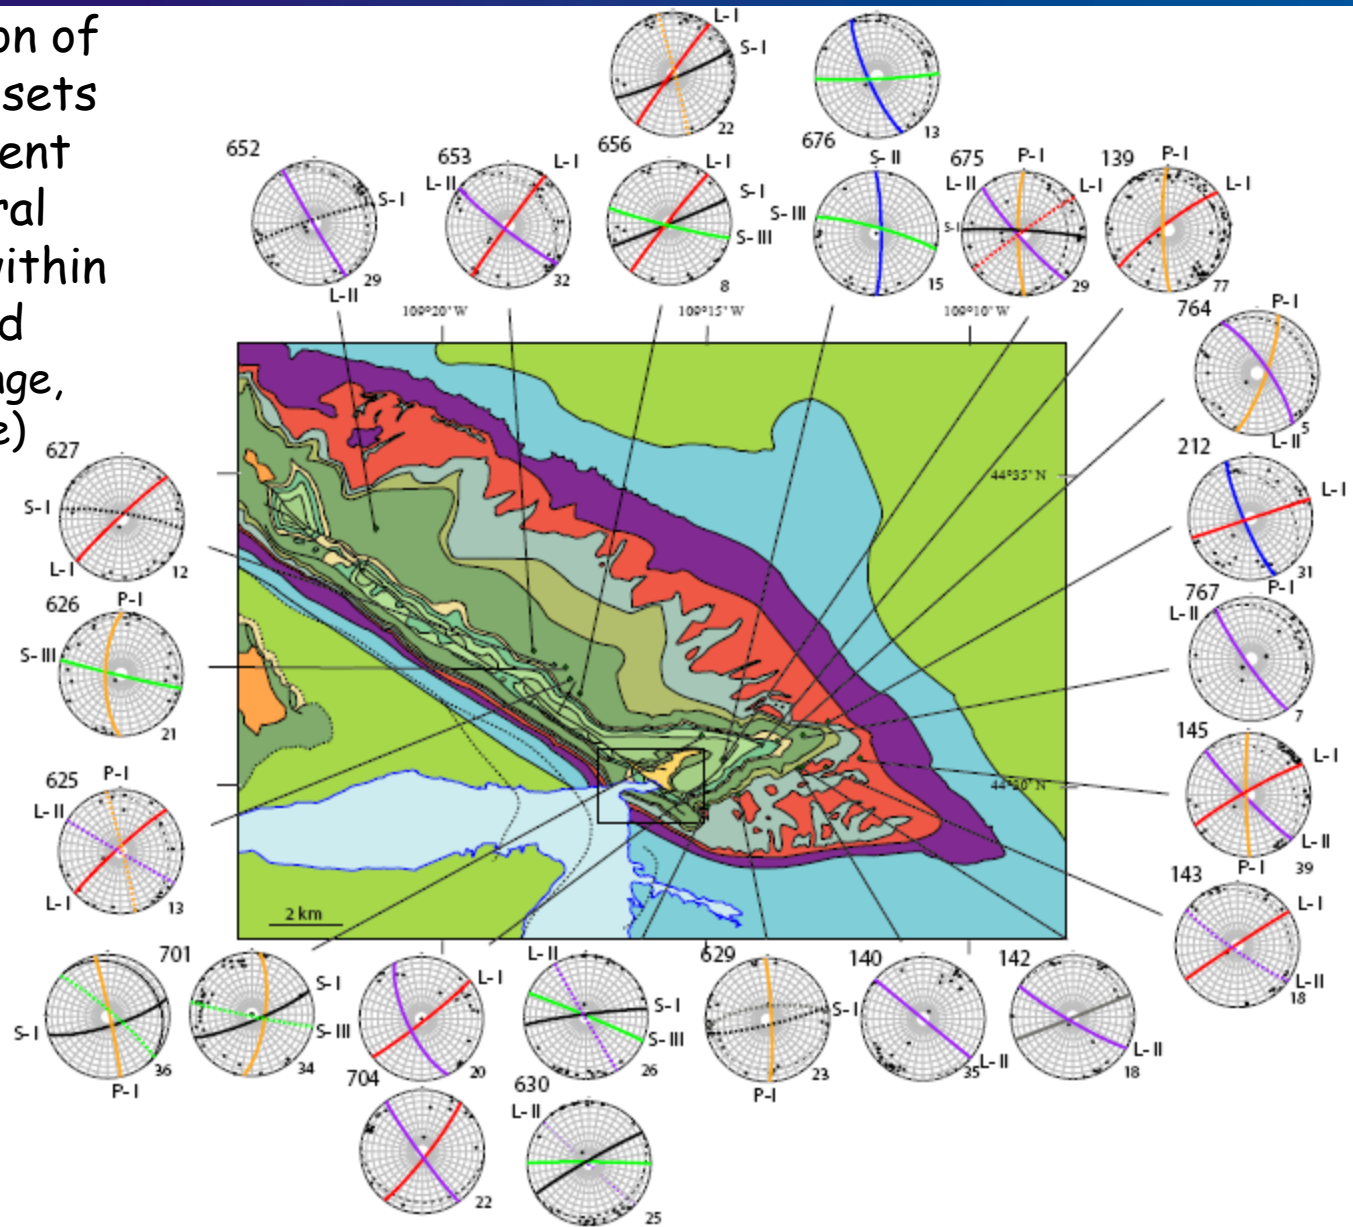 on of
sets
ent
ral
within
d
nge,
e)
L-I
S-I
22
13
652
S-I
29
L-II
653
L-I
L-II
32
656
L-I
S-I
S-III
8
676
S-II
S-III
15
675
P-I
L-II
L-I
S-I
29
139
P-I
L-I
77
109°20' W
109°15' W
109°10' W
764
P-I
5
L-II
627
S-I
L-I
12
44°35' N
212
L-I
31
P-I
626
P-I
S-III
21
767
L-II
7
625
P-I
L-II
L-I
13
44°30' N
145
L-I
L-II
P-I
39
143
L-I
L-II
18
2 km
701
S-I
36
P-I
S-I
S-III
34
L-I
20
L-II
S-I
S-III
26
629
S-I
23
P-I
140
L-II
35
142
L-II
18
704
22
630
L-II
25